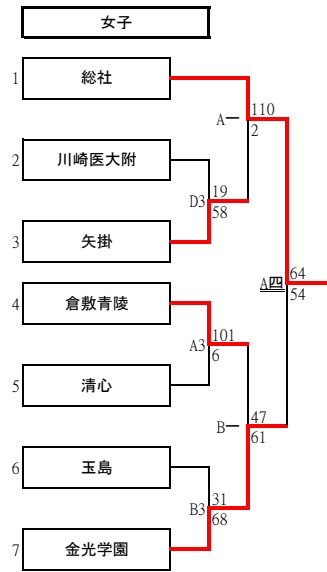 女子
1 総社
110
A一
2
2 川崎医大附
19
D3
58
3 矢掛
64
A四
54
4 倉敷青陵
101
A3
6
5 清心
47
B一
61
6 玉島
31
B3
68
7 金光学園